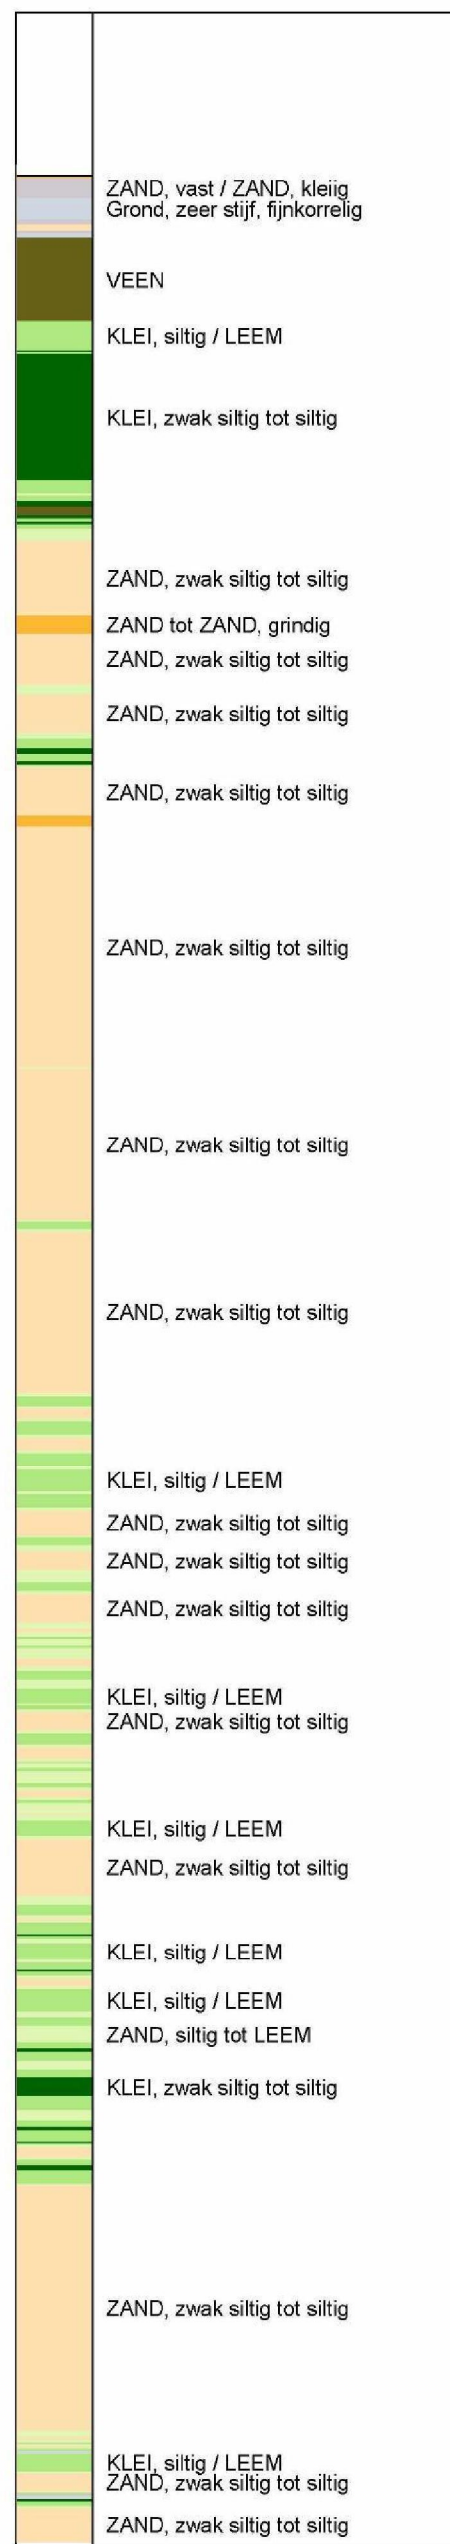 ZAND, vast / ZAND, kleiig
Grond, zeer stijf, fijnkorrelig
VEEN
KLEI, siltig / LEEM
KLEI, zwak siltig tot siltig
ZAND, zwak siltig tot siltig
ZAND tot ZAND, grindig
ZAND, zwak siltig tot siltig
ZAND, zwak siltig tot siltig
ZAND, zwak siltig tot siltig
ZAND, zwak siltig tot siltig
ZAND, zwak siltig tot siltig
ZAND, zwak siltig tot siltig
KLEI, siltig / LEEM
ZAND, zwak siltig tot siltig
ZAND, zwak siltig tot siltig
ZAND, zwak siltig tot siltig
KLEI, siltig / LEEM
ZAND, zwak siltig tot siltig
KLEI, siltig / LEEM
ZAND, zwak siltig tot siltig
KLEI, siltig / LEEM
KLEI, siltig / LEEM
ZAND, siltig tot LEEM
KLEI, zwak siltig tot siltig
ZAND, zwak siltig tot siltig
KLEI, siltig / LEEM
ZAND, zwak siltig tot siltig
ZAND, zwak siltig tot siltig